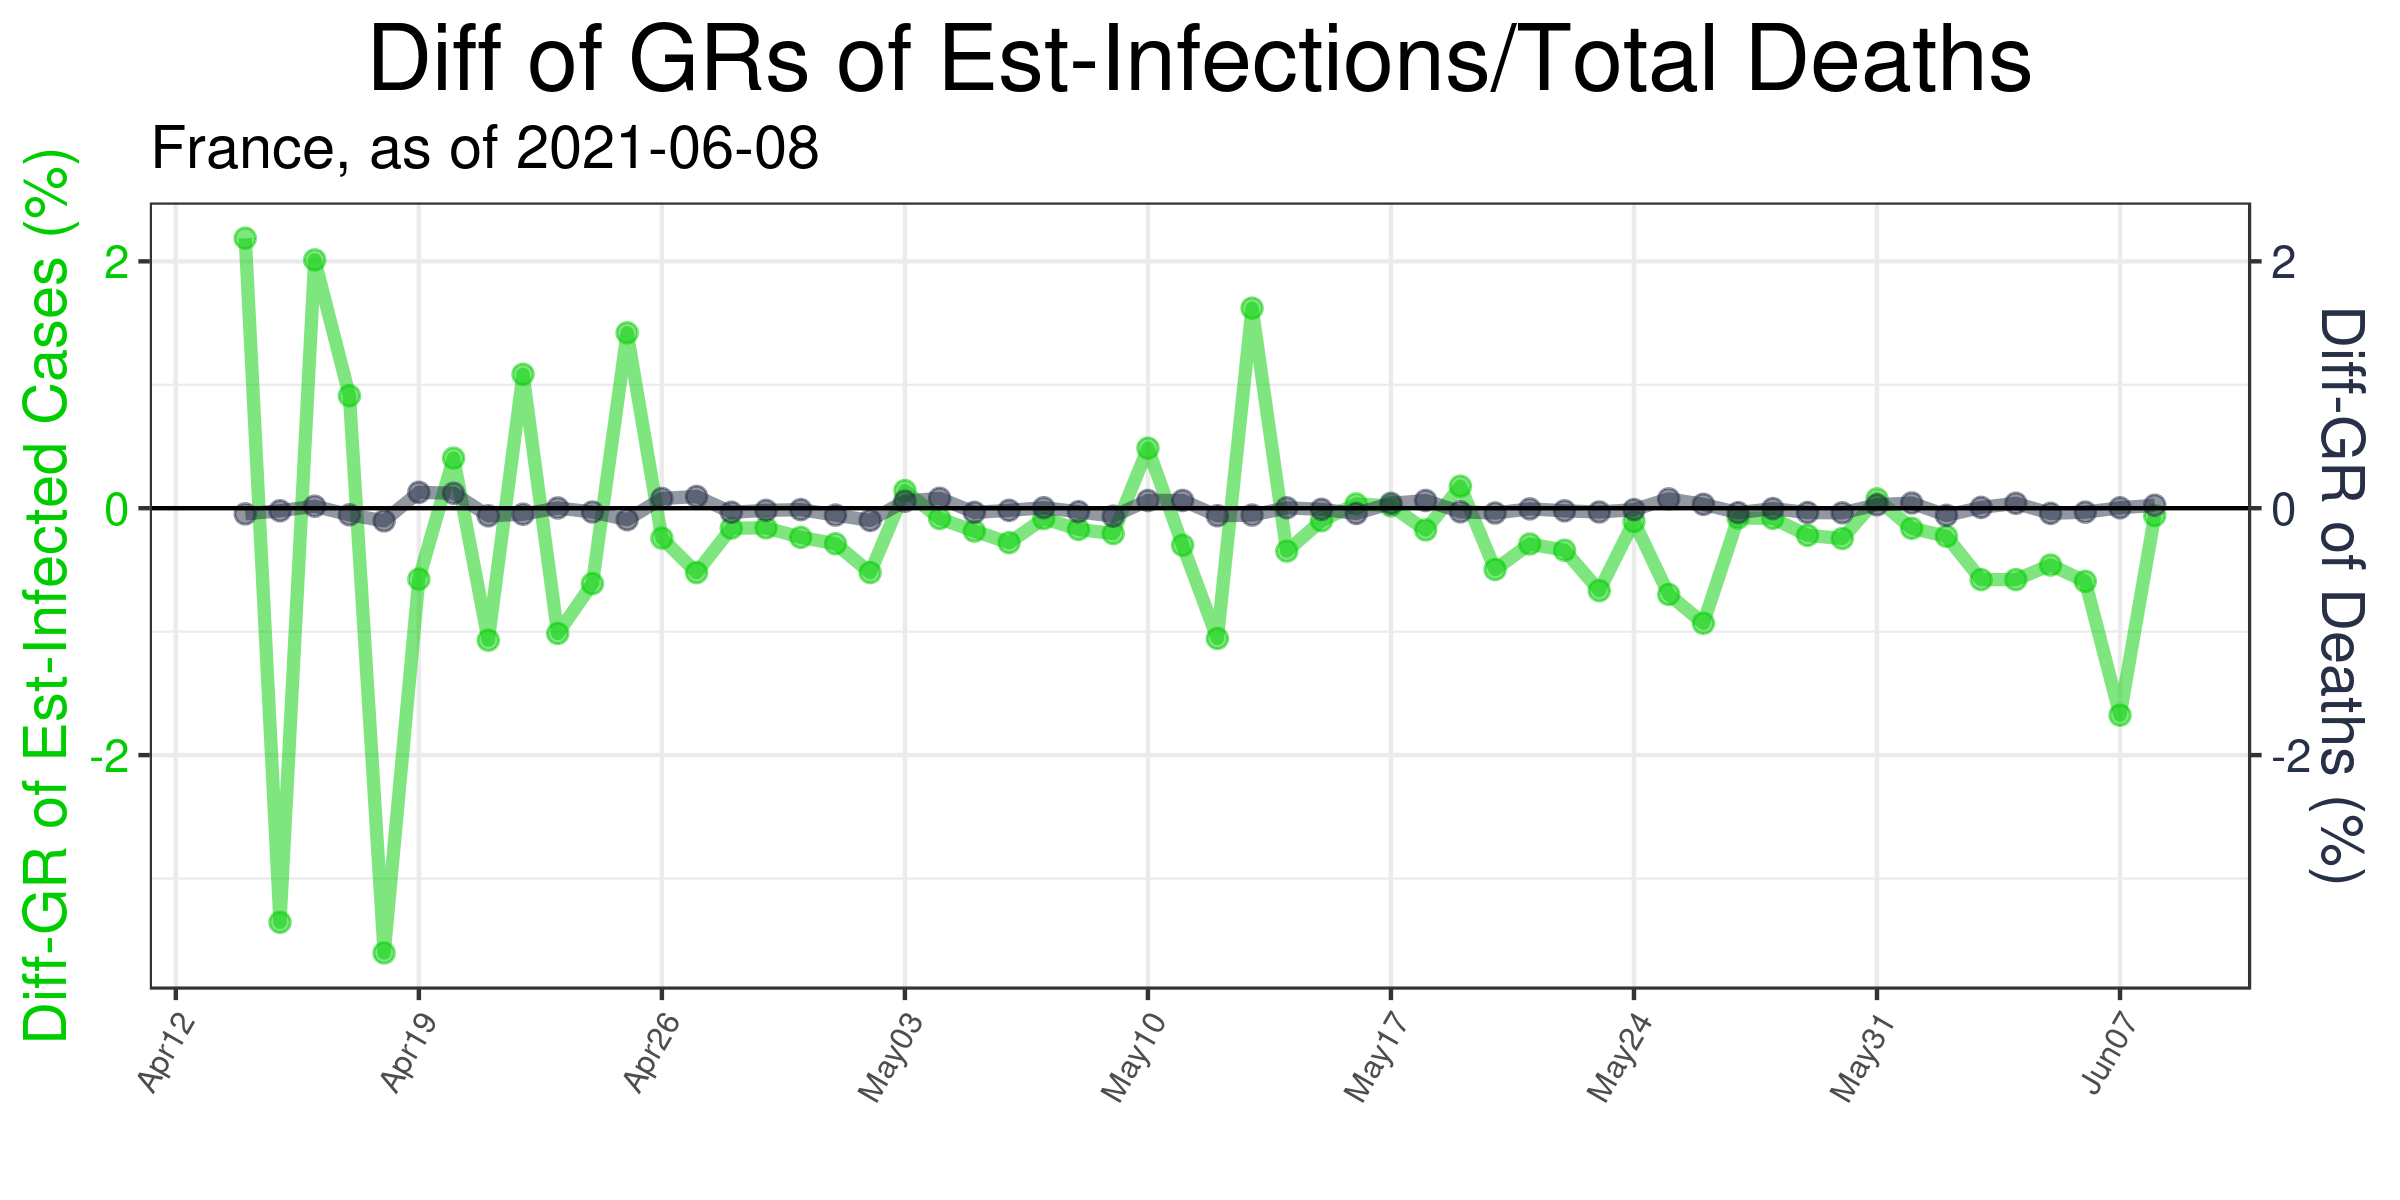 Diff of GRs of Est-Infections/Total Deaths
France, as of 2021-06-08
Diff-GR of Est-Infected Cases (%)
2
0
-2
2
0
-2
Diff-GR of Deaths (%)
Apr12
Apr19
Apr26
May03
May10
May17
May24
May31
Jun07